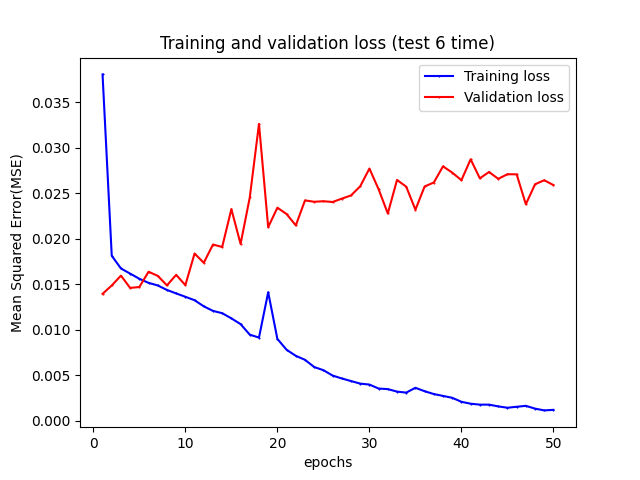 Training and validation loss (test 6 time)
Training loss
Validation loss
Mean Squared Error(MSE)
0.035
0.030
0.025
0.020
0.015
0.010
0.005
0.000
0 10 20 30 40 50
epochs